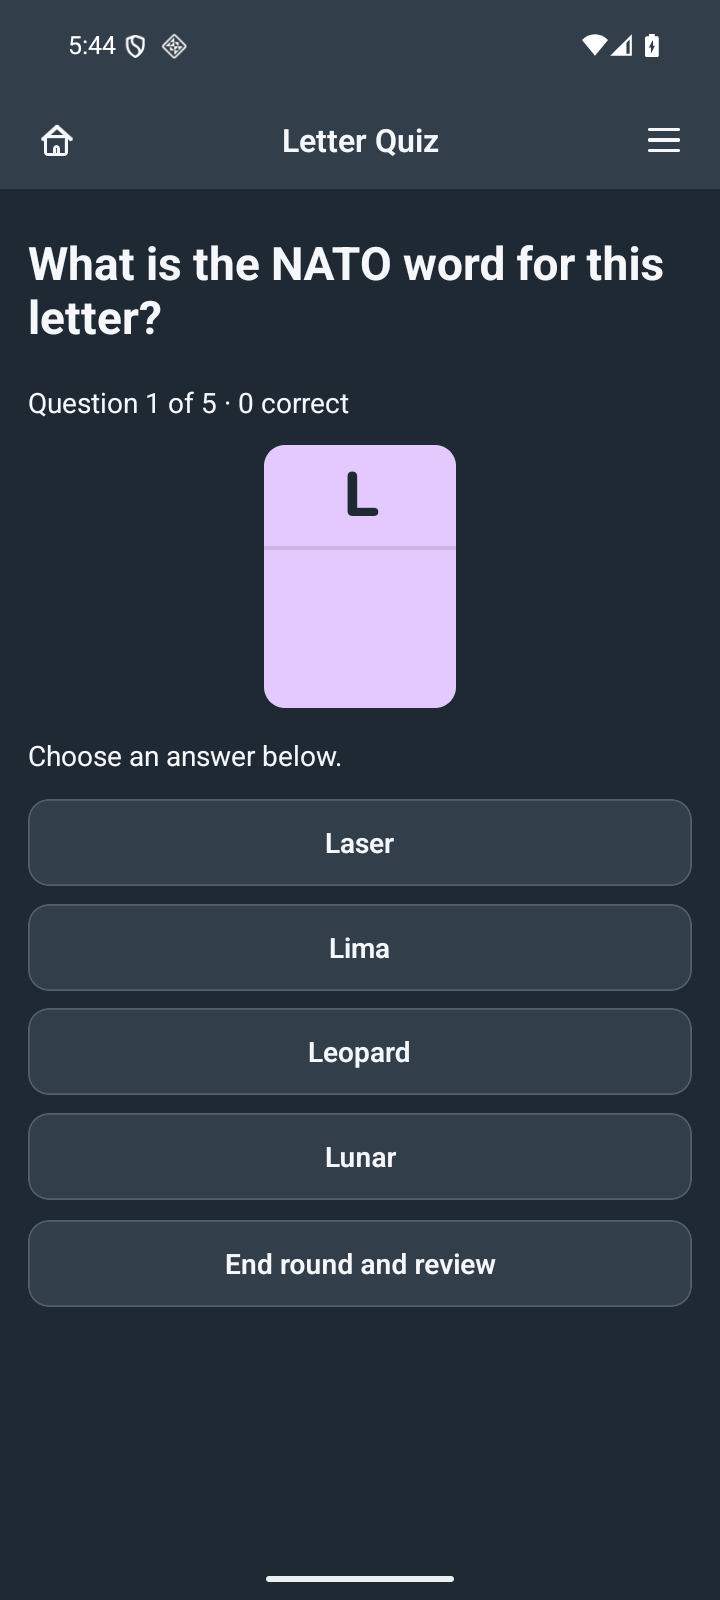 5:44
Letter Quiz
What is the NATO word for this
letter?
Question 1 of 5 · 0 correct
L
Choose an answer below.
Laser
Lima
Leopard
Lunar
End round and review